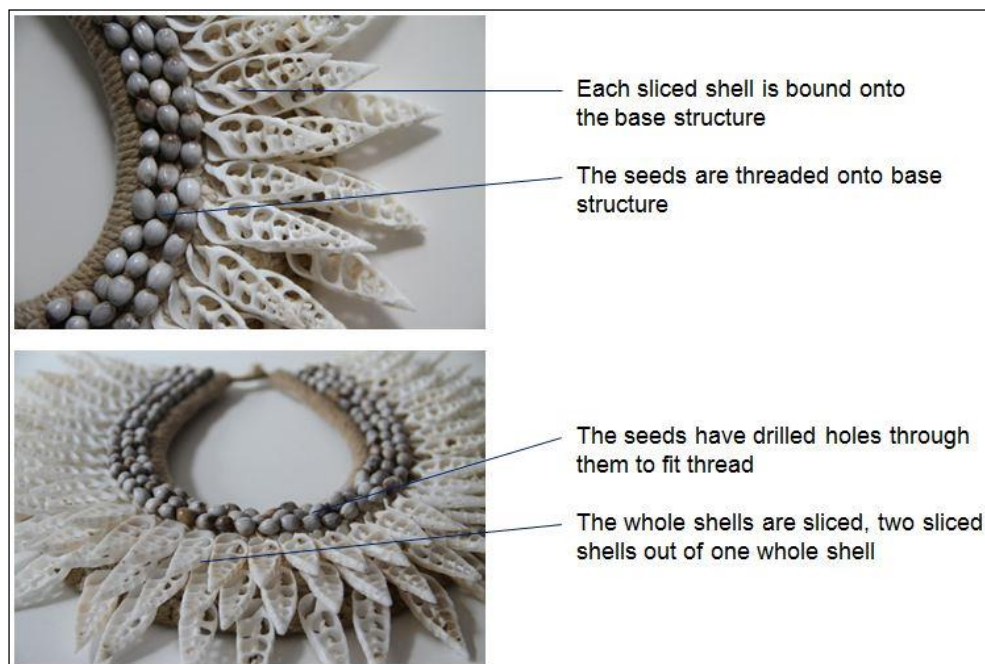 Each sliced shell is bound onto
the base structure
The seeds are threaded onto base
structure
The seeds have drilled holes through
them to fit thread
The whole shells are sliced, two sliced
shells out of one whole shell